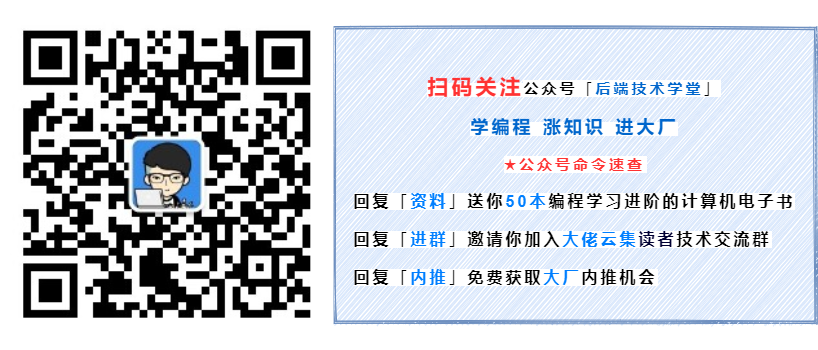 扫码关注公众号「后端技术学堂」
学编程 涨知识 进大厂
★公众号命令速查
回复「资料」送你50本编程学习进阶的计算机电子书
回复「进群」邀请你加入大佬云集读者技术交流群
回复「内推」免费获取大厂内推机会